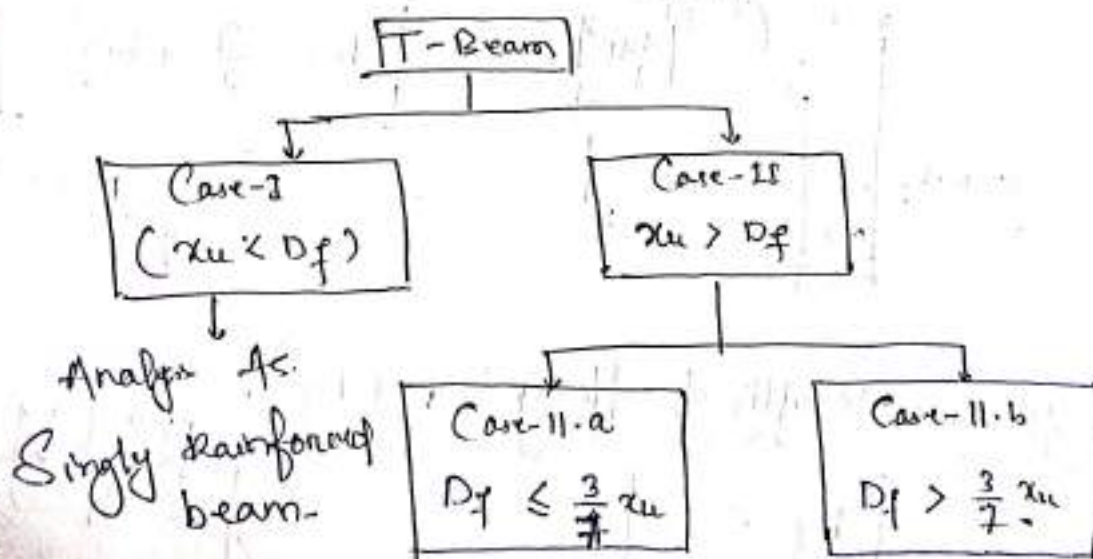 T-Beam
Case-I
(xu < Df)
Case-II
xu > Df
Analysis As.
Singly Reinforced
beam-
Case-II.a
Df ≤ 3/7 xu
Case-II.b
Df > 3/7 xu